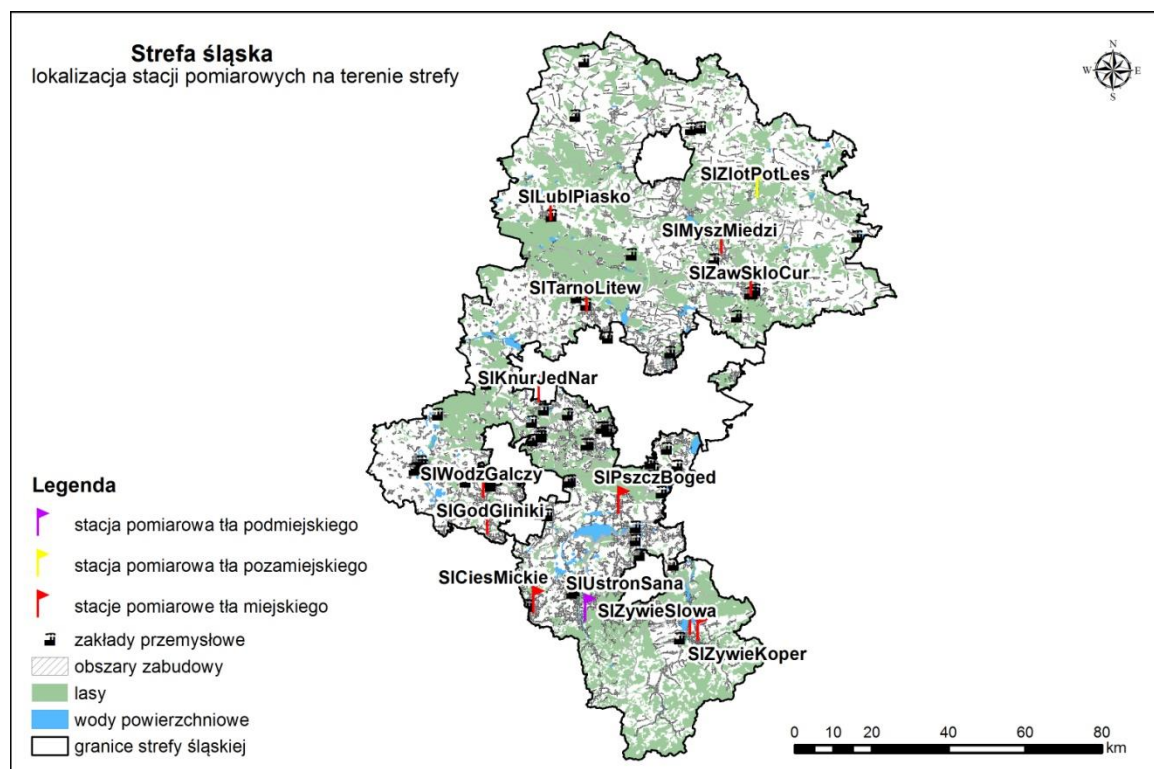 Strefa śląska
lokalizacja stacji pomiarowych na terenie strefy
N
W E
S
SlZlotPotLes
SlLublPiasko
SlMyszMiedzi
SlZawSkloCur
SlTarnoLitew
SlKnurJedNar
SlWodzGalczy
SlPszczBoged
SlGodGliniki
SlCiesMickie
SlUstronSana
SlZywieSlowa
SlZywieKoper
Legenda
stacja pomiarowa tła podmiejskiego
stacja pomiarowa tła pozamiejskiego
stacje pomiarowe tła miejskiego
zakłady przemysłowe
obszary zabudowy
lasy
wody powierzchniowe
granice strefy śląskiej
0 10 20 40 60 80
km